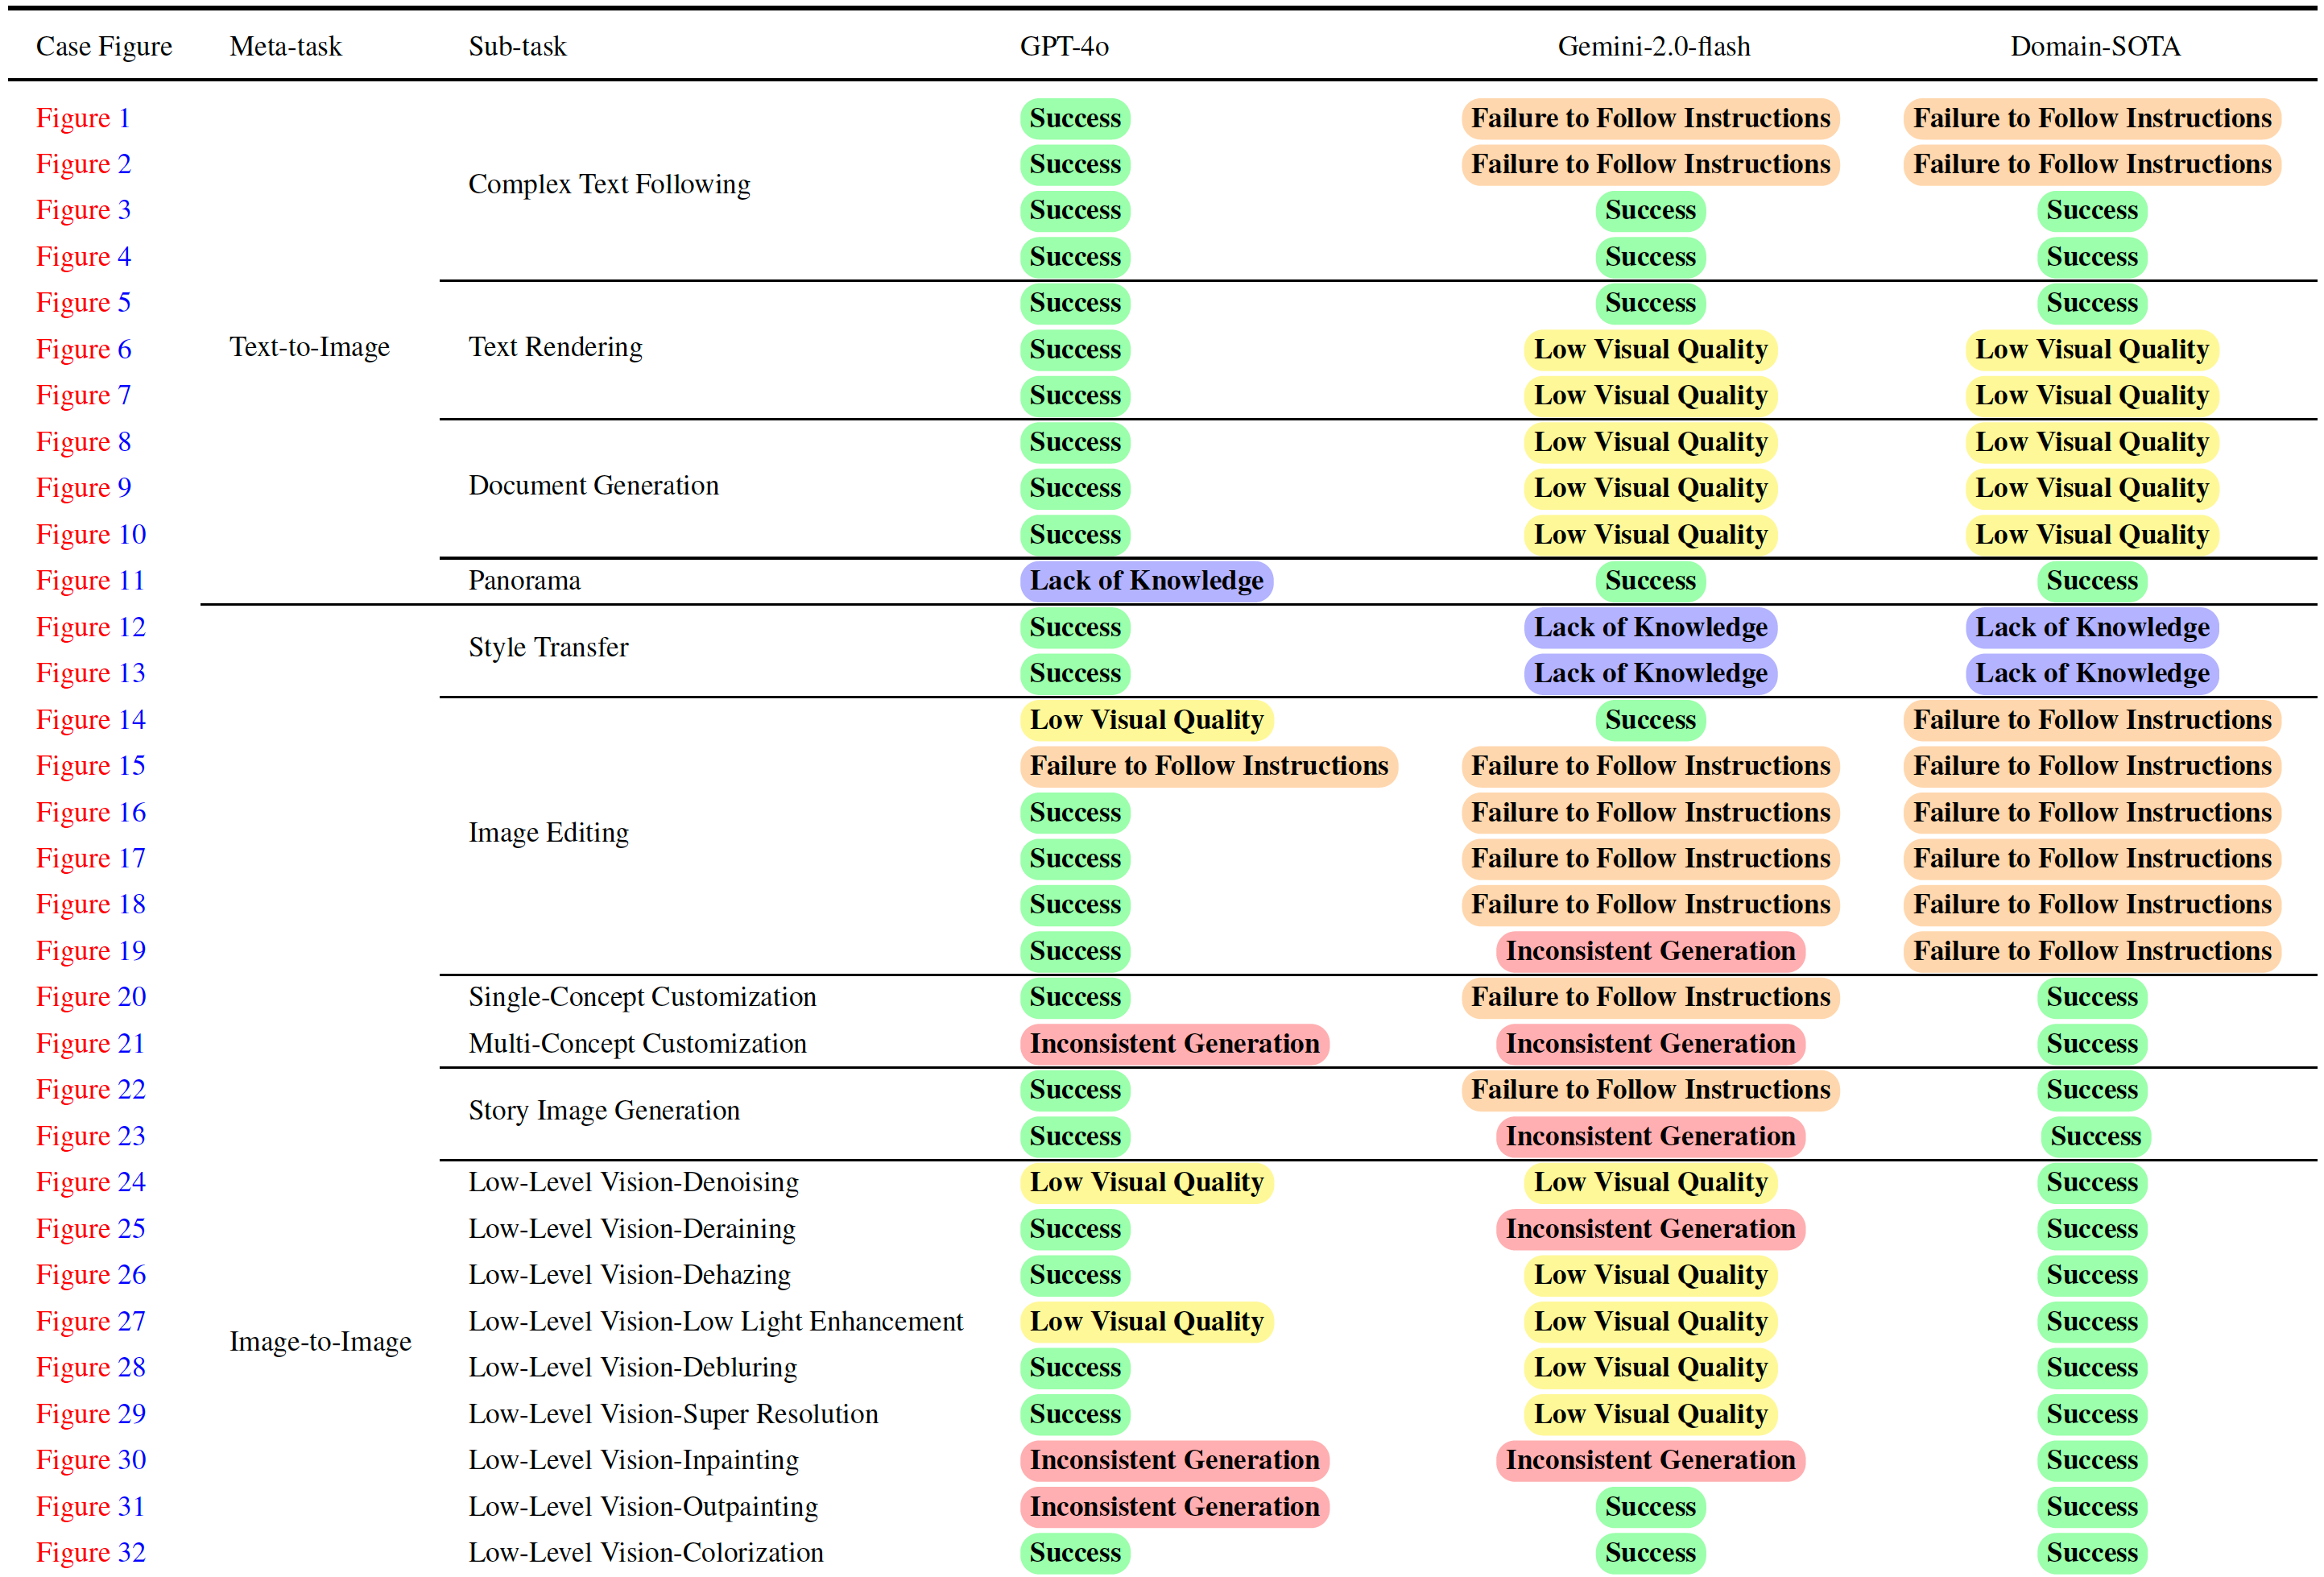 Case Figure Meta-task Sub-task GPT-4o Gemini-2.0-flash Domain-SOTA
Figure 1 Success Failure to Follow Instructions Failure to Follow Instructions
Figure 2 Success Failure to Follow Instructions Failure to Follow Instructions
Complex Text Following
Figure 3 Success Success Success
Figure 4 Success Success Success
Figure 5 Success Success Success
Text-to-Image Text Rendering
Figure 6 Success Low Visual Quality Low Visual Quality
Figure 7 Success Low Visual Quality Low Visual Quality
Figure 8 Success Low Visual Quality Low Visual Quality
Document Generation
Figure 9 Success Low Visual Quality Low Visual Quality
Figure 10 Success Low Visual Quality Low Visual Quality
Figure 11 Panorama Lack of Knowledge Success Success
Figure 12 Success Lack of Knowledge Lack of Knowledge
Style Transfer
Figure 13 Success Lack of Knowledge Lack of Knowledge
Figure 14 Low Visual Quality Success Failure to Follow Instructions
Figure 15 Failure to Follow Instructions Failure to Follow Instructions Failure to Follow Instructions
Figure 16 Success Failure to Follow Instructions Failure to Follow Instructions
Image Editing
Figure 17 Success Failure to Follow Instructions Failure to Follow Instructions
Figure 18 Success Failure to Follow Instructions Failure to Follow Instructions
Figure 19 Success Inconsistent Generation Failure to Follow Instructions
Figure 20 Single-Concept Customization Success Failure to Follow Instructions Success
Figure 21 Multi-Concept Customization Inconsistent Generation Inconsistent Generation Success
Figure 22 Success Failure to Follow Instructions Success
Story Image Generation
Figure 23 Success Inconsistent Generation Success
Figure 24 Low-Level Vision-Denoising Low Visual Quality Low Visual Quality Success
Figure 25 Low-Level Vision-Deraining Success Inconsistent Generation Success
Figure 26 Low-Level Vision-Dehazing Success Low Visual Quality Success
Figure 27 Low-Level Vision-Low Light Enhancement Low Visual Quality Low Visual Quality Success
Image-to-Image
Figure 28 Low-Level Vision-Debluring Success Low Visual Quality Success
Figure 29 Low-Level Vision-Super Resolution Success Low Visual Quality Success
Figure 30 Low-Level Vision-Inpainting Inconsistent Generation Inconsistent Generation Success
Figure 31 Low-Level Vision-Outpainting Inconsistent Generation Success Success
Figure 32 Low-Level Vision-Colorization Success Success Success